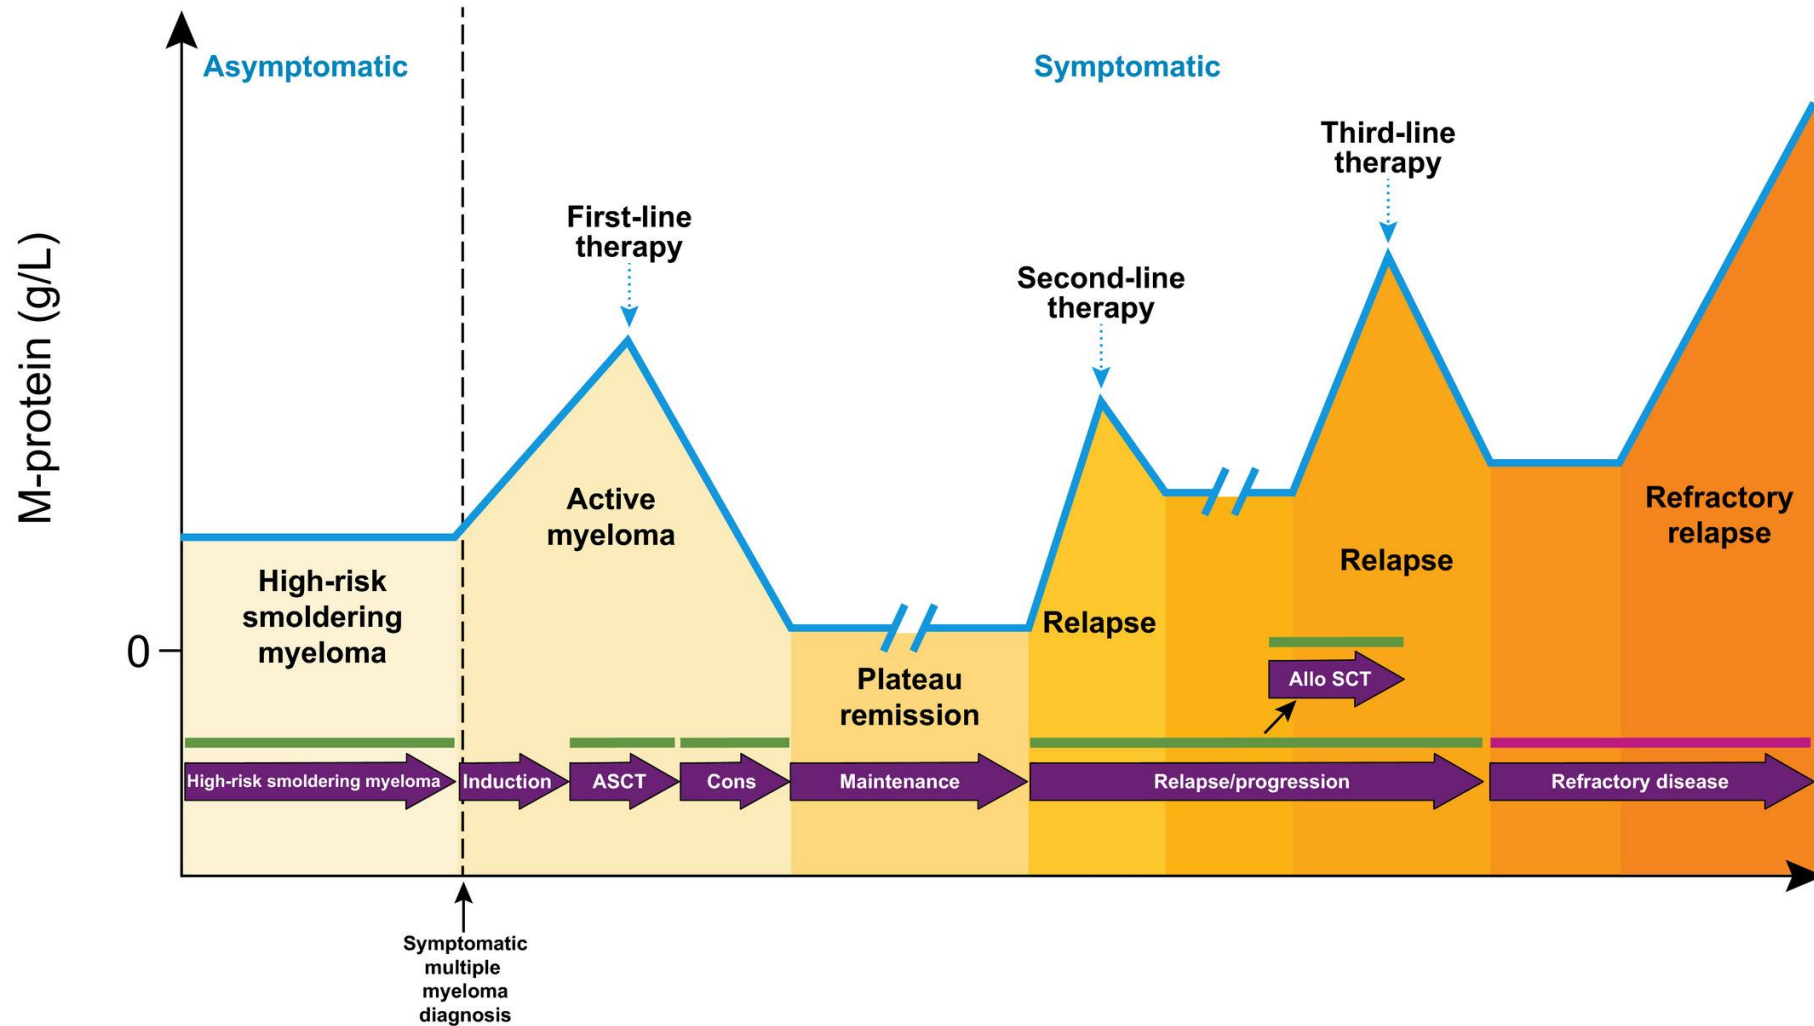 Asymptomatic
Symptomatic
Third-line
therapy
First-line
therapy
Second-line
therapy
M-protein (g/L)
Active
myeloma
Refractory
relapse
High-risk
smoldering
myeloma
Relapse
Relapse
0
Plateau
remission
Allo SCT
High-risk smoldering myeloma
Induction
ASCT
Cons
Maintenance
Relapse/progression
Refractory disease
Symptomatic
multiple
myeloma
diagnosis